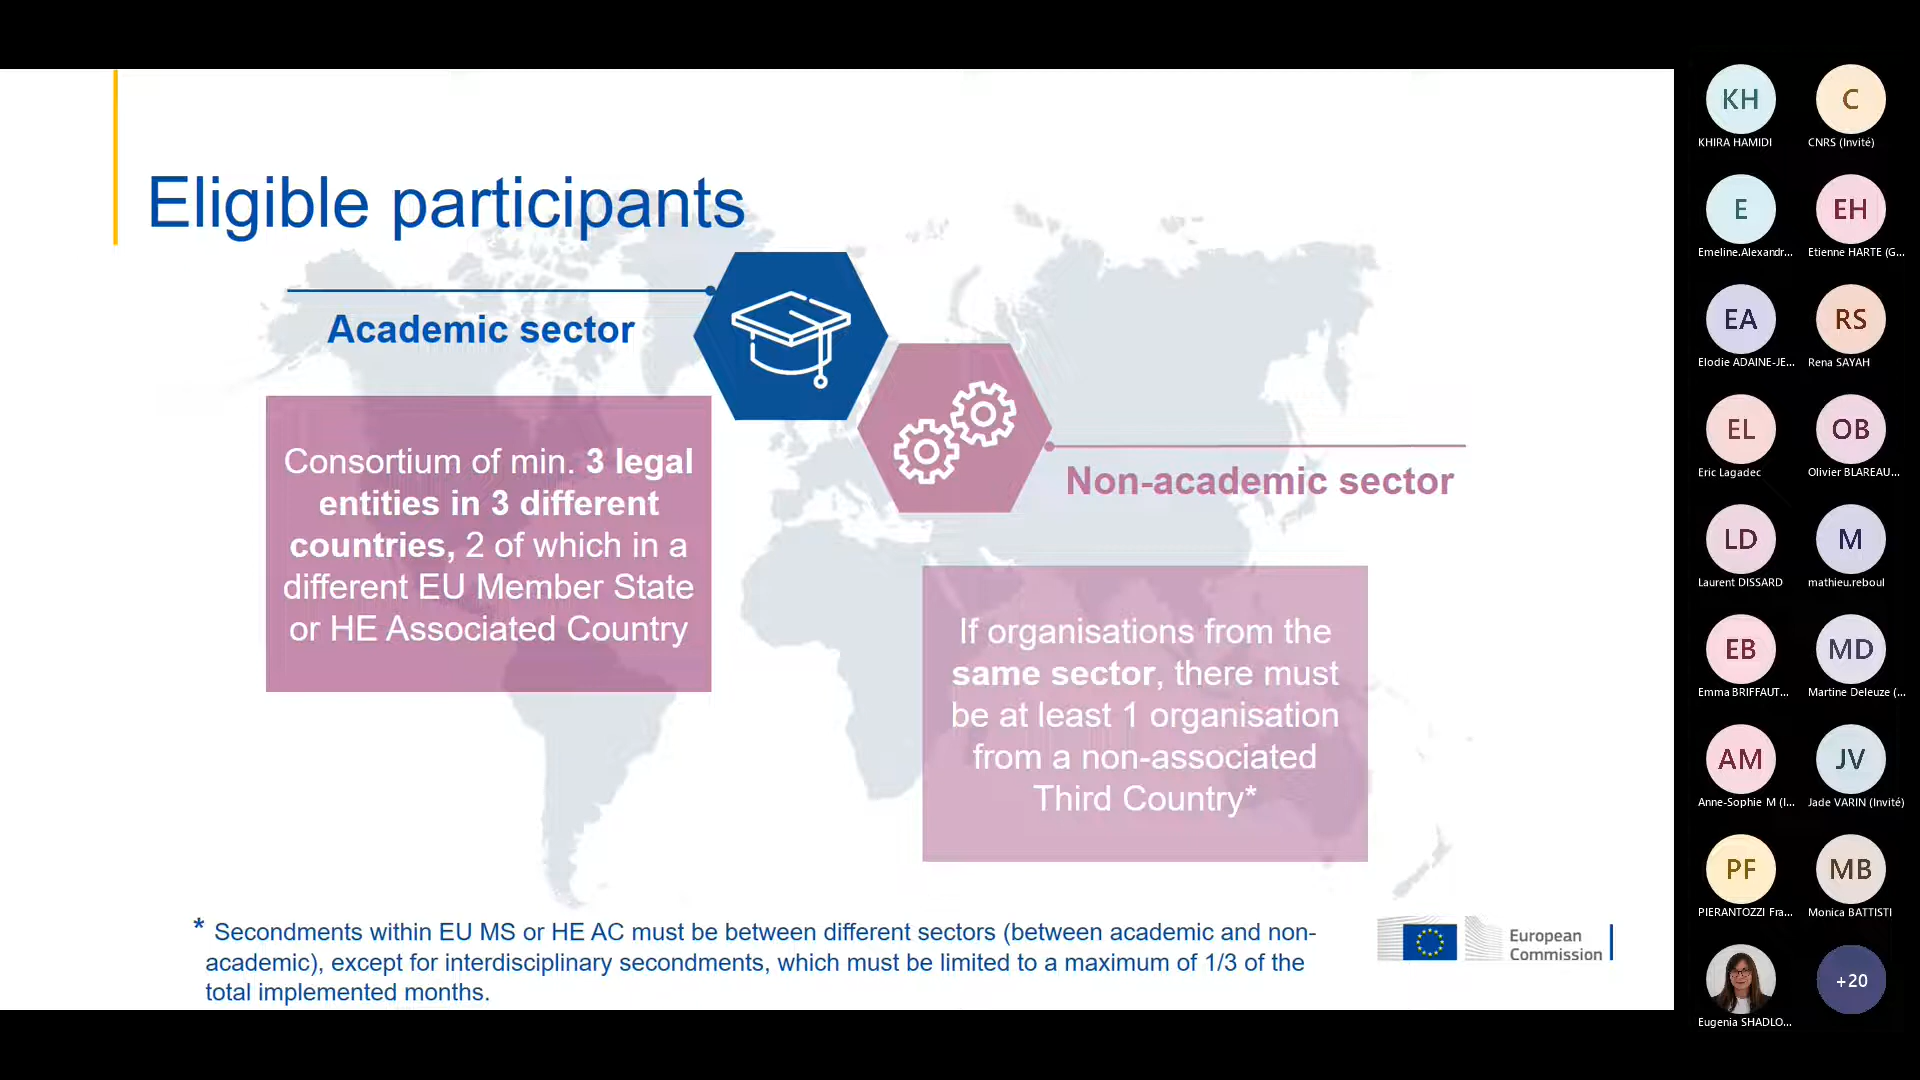 Eligible participants
Academic sector
Consortium of min. 3 legal
entities in 3 different
countries, 2 of which in a
different EU Member State
or HE Associated Country
Non-academic sector
If organisations from the
same sector, there must
be at least 1 organisation
from a non-associated
Third Country*
* Secondments within EU MS or HE AC must be between different sectors (between academic and non-
academic), except for interdisciplinary secondments, which must be limited to a maximum of 1/3 of the
total implemented months.
European
Commission
KH
KHIRA HAMIDI
C
CNRS (Invité)
E
Emeline.Alexandr...
EH
Etienne HARTE (G...
EA
Elodie ADAINE-JE...
RS
Rena SAYAH
EL
Eric Lagadec
OB
Olivier BLAREAU...
LD
Laurent DISSARD
M
mathieu.reboul
EB
Emma BRIFFAUT...
MD
Martine Deleuze (...
AM
Anne-Sophie M (I...
JV
Jade VARIN (Invité)
PF
PIERANTOZZI Fra...
MB
Monica BATTISTI
Eugenia SHADLO...
+20